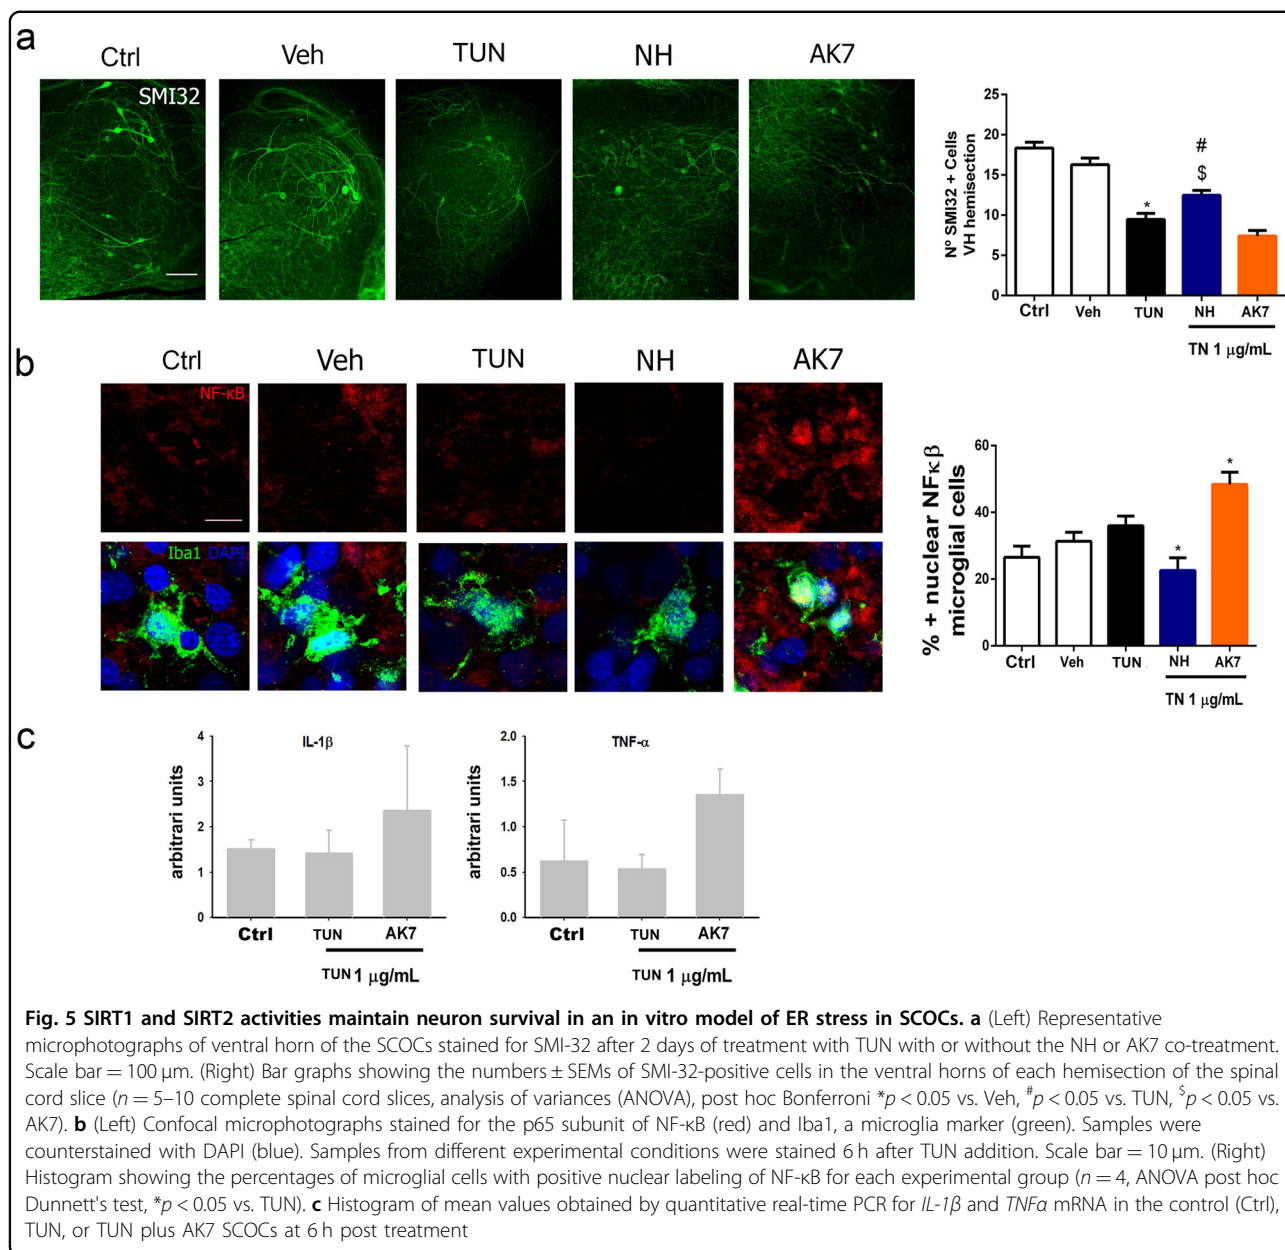 a
Ctrl
Veh
TUN
NH
AK7
SMI32
25
20
15
10
5
0
Nº SMI32 + Cells
VH hemisection
*
#
$
Ctrl
Veh
TUN
NH
AK7
TN 1 μg/mL
b
Ctrl
Veh
TUN
NH
AK7
NF-κB
Iba1 DAPI
60
40
20
0
% + nuclear NFκβ
microglial cells
*
*
Ctrl
Veh
TUN
NH
AK7
TN 1 μg/mL
c
IL-1β
4
3
2
1
0
arbitrari units
Ctrl
TUN
AK7
TUN 1 μg/mL
TNF-α
2.0
1.5
1.0
0.5
0.0
arbitrari units
Ctrl
TUN
AK7
TUN 1 μg/mL
Fig. 5 SIRT1 and SIRT2 activities maintain neuron survival in an in vitro model of ER stress in SCOCs. a (Left) Representative
microphotographs of ventral horn of the SCOCs stained for SMI-32 after 2 days of treatment with TUN with or without the NH or AK7 co-treatment.
Scale bar = 100 μm. (Right) Bar graphs showing the numbers ± SEMs of SMI-32-positive cells in the ventral horns of each hemisection of the spinal
cord slice (n = 5–10 complete spinal cord slices, analysis of variances (ANOVA), post hoc Bonferroni *p < 0.05 vs. Veh, #p < 0.05 vs. TUN, $p < 0.05 vs.
AK7). b (Left) Confocal microphotographs stained for the p65 subunit of NF-κB (red) and Iba1, a microglia marker (green). Samples were
counterstained with DAPI (blue). Samples from different experimental conditions were stained 6 h after TUN addition. Scale bar = 10 μm. (Right)
Histogram showing the percentages of microglial cells with positive nuclear labeling of NF-κB for each experimental group (n = 4, ANOVA post hoc
Dunnett's test, *p < 0.05 vs. TUN). c Histogram of mean values obtained by quantitative real-time PCR for IL-1β and TNFα mRNA in the control (Ctrl),
TUN, or TUN plus AK7 SCOCs at 6 h post treatment